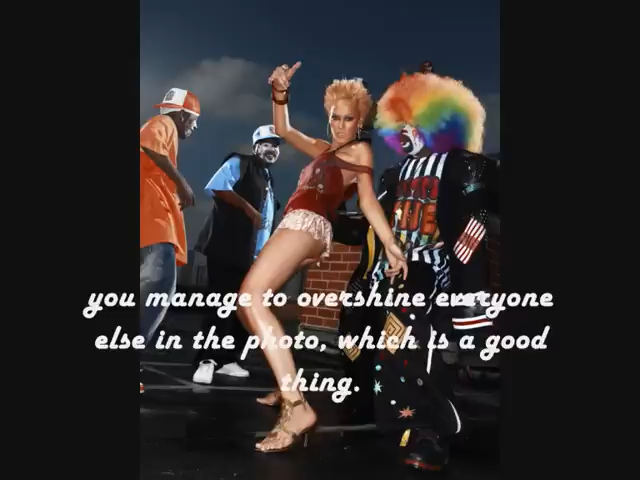 you manage to overshine everyone
else in the photo, which is a good
thing.